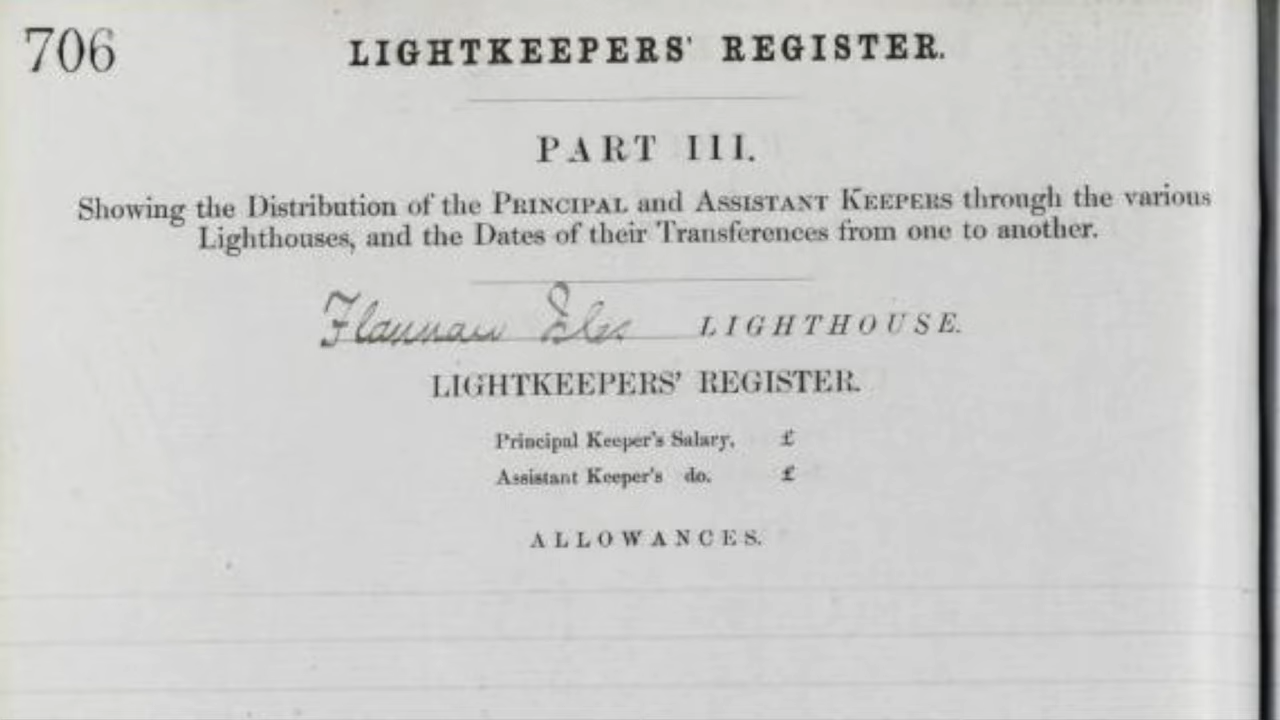 706
LIGHTKEEPERS' REGISTER.
PART III.
Showing the Distribution of the PRINCIPAL and ASSISTANT KEEPERS through the various
Lighthouses, and the Dates of their Transferences from one to another.
Flannan Isles LIGHTHOUSE.
LIGHTKEEPERS' REGISTER.
Principal Keeper's Salary, £
Assistant Keeper's do. £
ALLOWANCES.